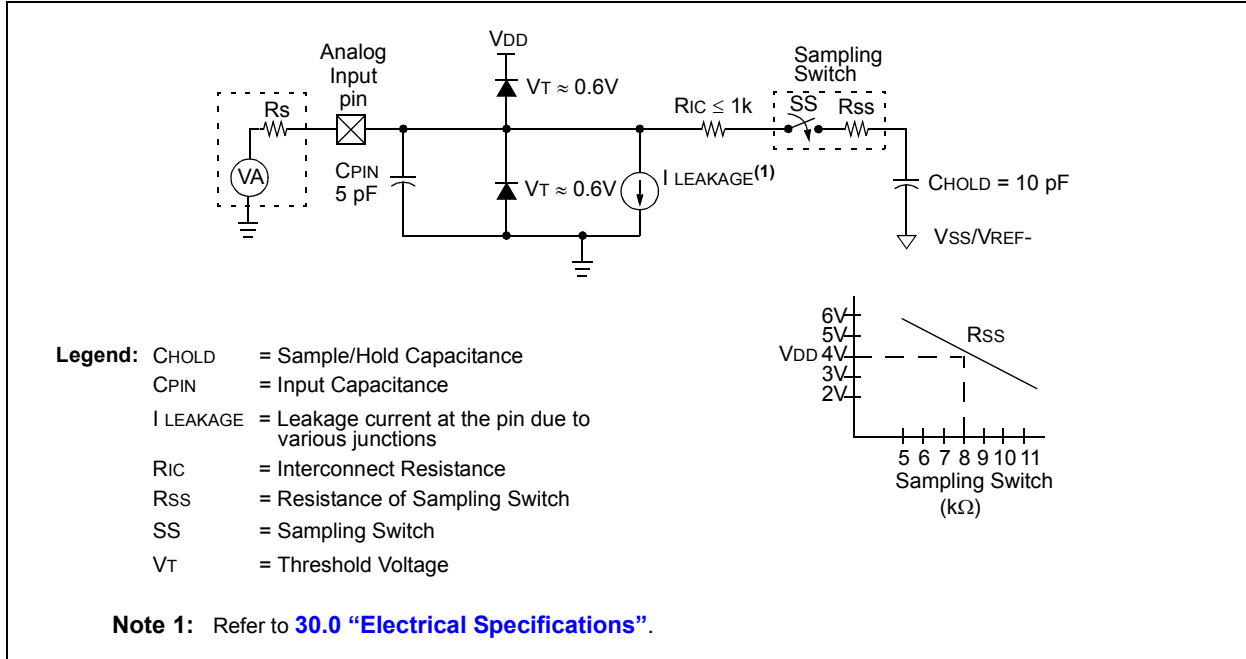 VDD
Analog
Input
pin
Sampling
Switch
VT ≈ 0.6V
RIC ≤ 1k
SS
Rss
Rs
VA
CPIN
5 pF
VT ≈ 0.6V
I LEAKAGE(1)
CHOLD = 10 pF
VSS/VREF-
6V
5V
VDD 4V
3V
2V
RSS
5 6 7 8 9 10 11
Sampling Switch
(kΩ)
Legend: CHOLD = Sample/Hold Capacitance
CPIN = Input Capacitance
I LEAKAGE = Leakage current at the pin due to
various junctions
RIC = Interconnect Resistance
RSS = Resistance of Sampling Switch
SS = Sampling Switch
VT = Threshold Voltage
Note 1: Refer to 30.0 “Electrical Specifications”.